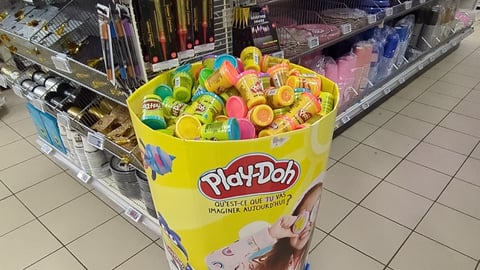 Play-Doh
QU'EST-CE QUE TU VAS
IMAGINER AUJOURD'HUI?